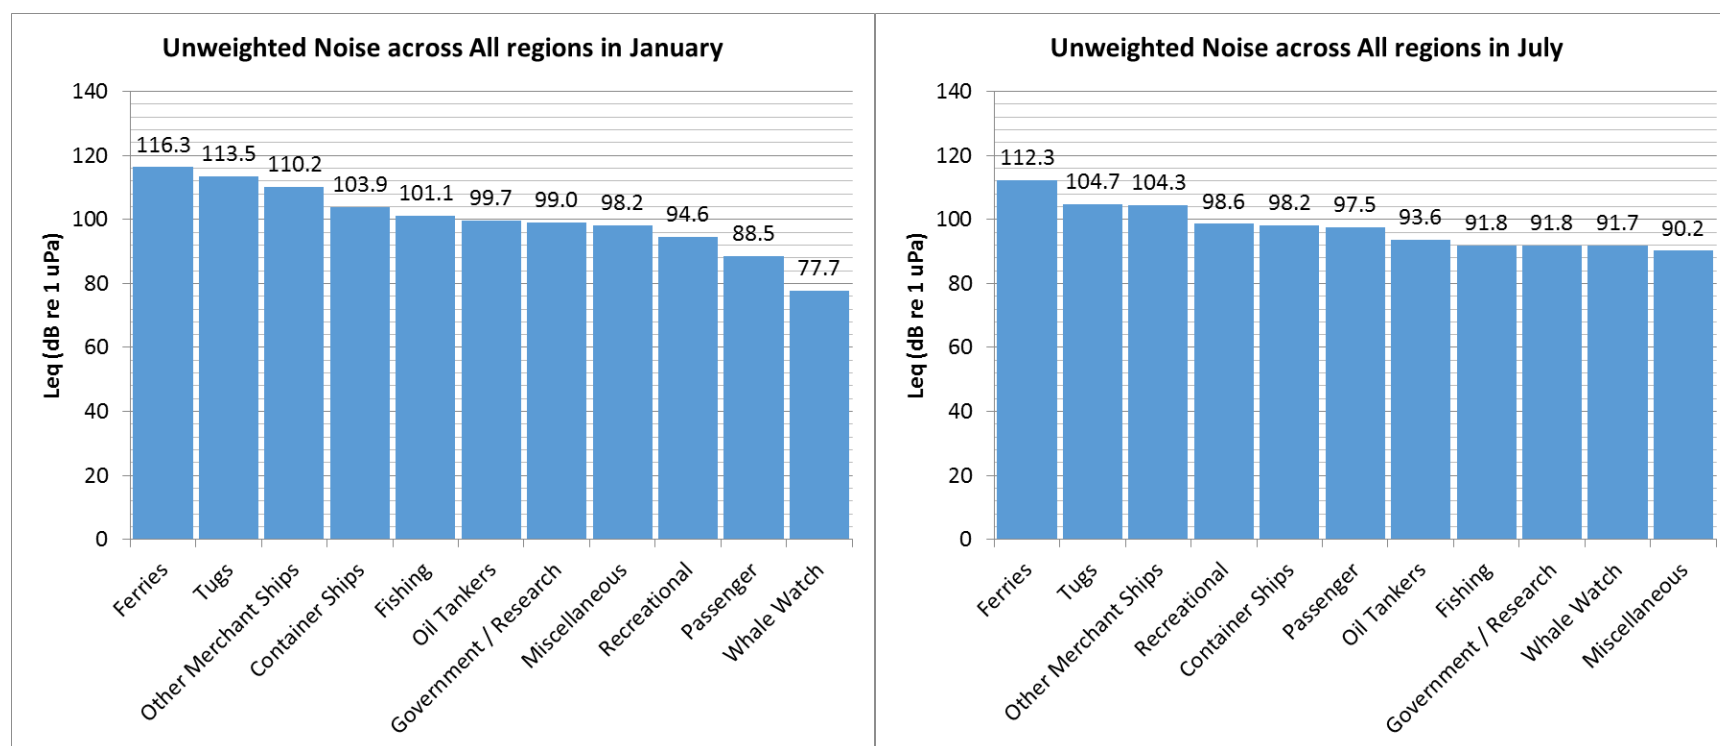 Unweighted Noise across All regions in January
Leq (dB re 1 uPa)
140
120
100
80
60
40
20
0
116.3
113.5
110.2
103.9
101.1
99.7
99.0
98.2
94.6
88.5
77.7
Ferries
Tugs
Other Merchant Ships
Container Ships
Fishing
Oil Tankers
Government / Research
Miscellaneous
Recreational
Passenger
Whale Watch
Unweighted Noise across All regions in July
Leq (dB re 1 uPa)
140
120
100
80
60
40
20
0
112.3
104.7
104.3
98.6
98.2
97.5
93.6
91.8
91.8
91.7
90.2
Ferries
Tugs
Other Merchant Ships
Recreational
Container Ships
Passenger
Oil Tankers
Fishing
Government / Research
Whale Watch
Miscellaneous